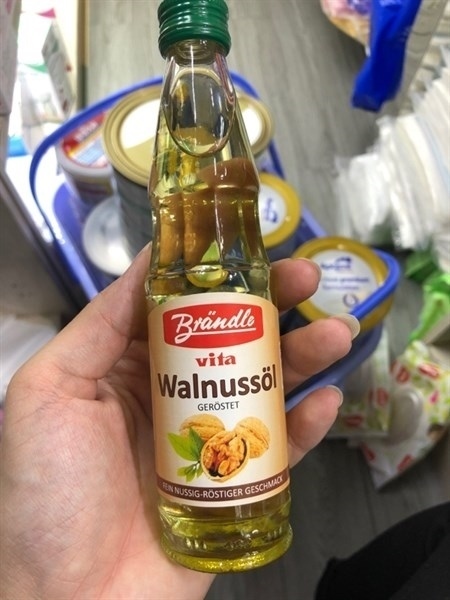 Brändle
vita
Walnussöl
GERÖSTET
FEIN NUSSIG-RÖSTIGER GESCHMACK